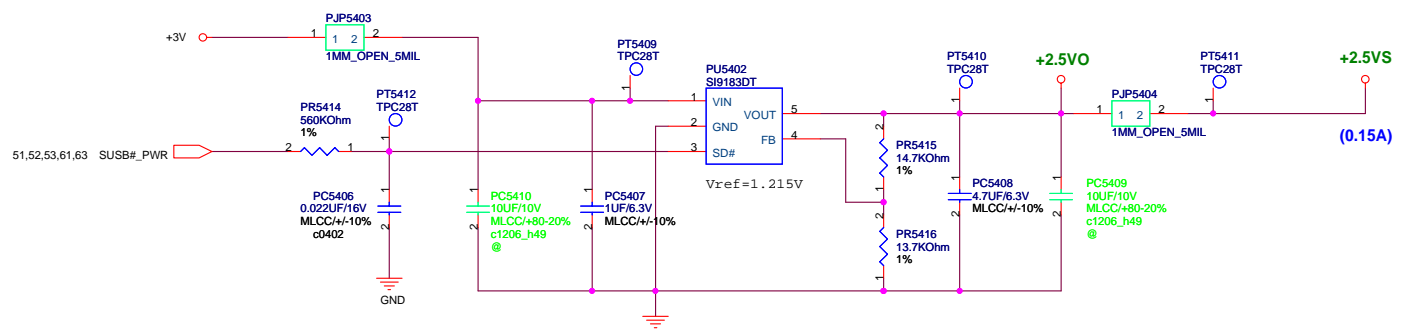 +3V
PJP5403
1 1 2 2
1MM_OPEN_5MIL
51,52,53,61,63 SUSB#_PWR
PR5414
560KOhm
1%
2 1
PT5412
TPC28T
1
PC5406
0.022UF/16V
MLCC/+/-10%
c0402
1
2
GND
PC5410
10UF/10V
MLCC/+80-20%
c1206_h49
@
1
2
PC5407
1UF/6.3V
MLCC/+/-10%
1
2
PT5409
TPC28T
1
PU5402
SI9183DT
1 VIN
2 GND
3 SD#
VOUT 5
FB 4
Vref=1.215V
PR5415
14.7KOhm
1%
2
1
PR5416
13.7KOhm
1%
2
1
PT5410
TPC28T
1
PC5408
4.7UF/6.3V
MLCC/+/-10%
1
2
+2.5VO
PC5409
10UF/10V
MLCC/+80-20%
c1206_h49
@
1
2
PJP5404
1 1 2 2
1MM_OPEN_5MIL
PT5411
TPC28T
1
+2.5VS
(0.15A)